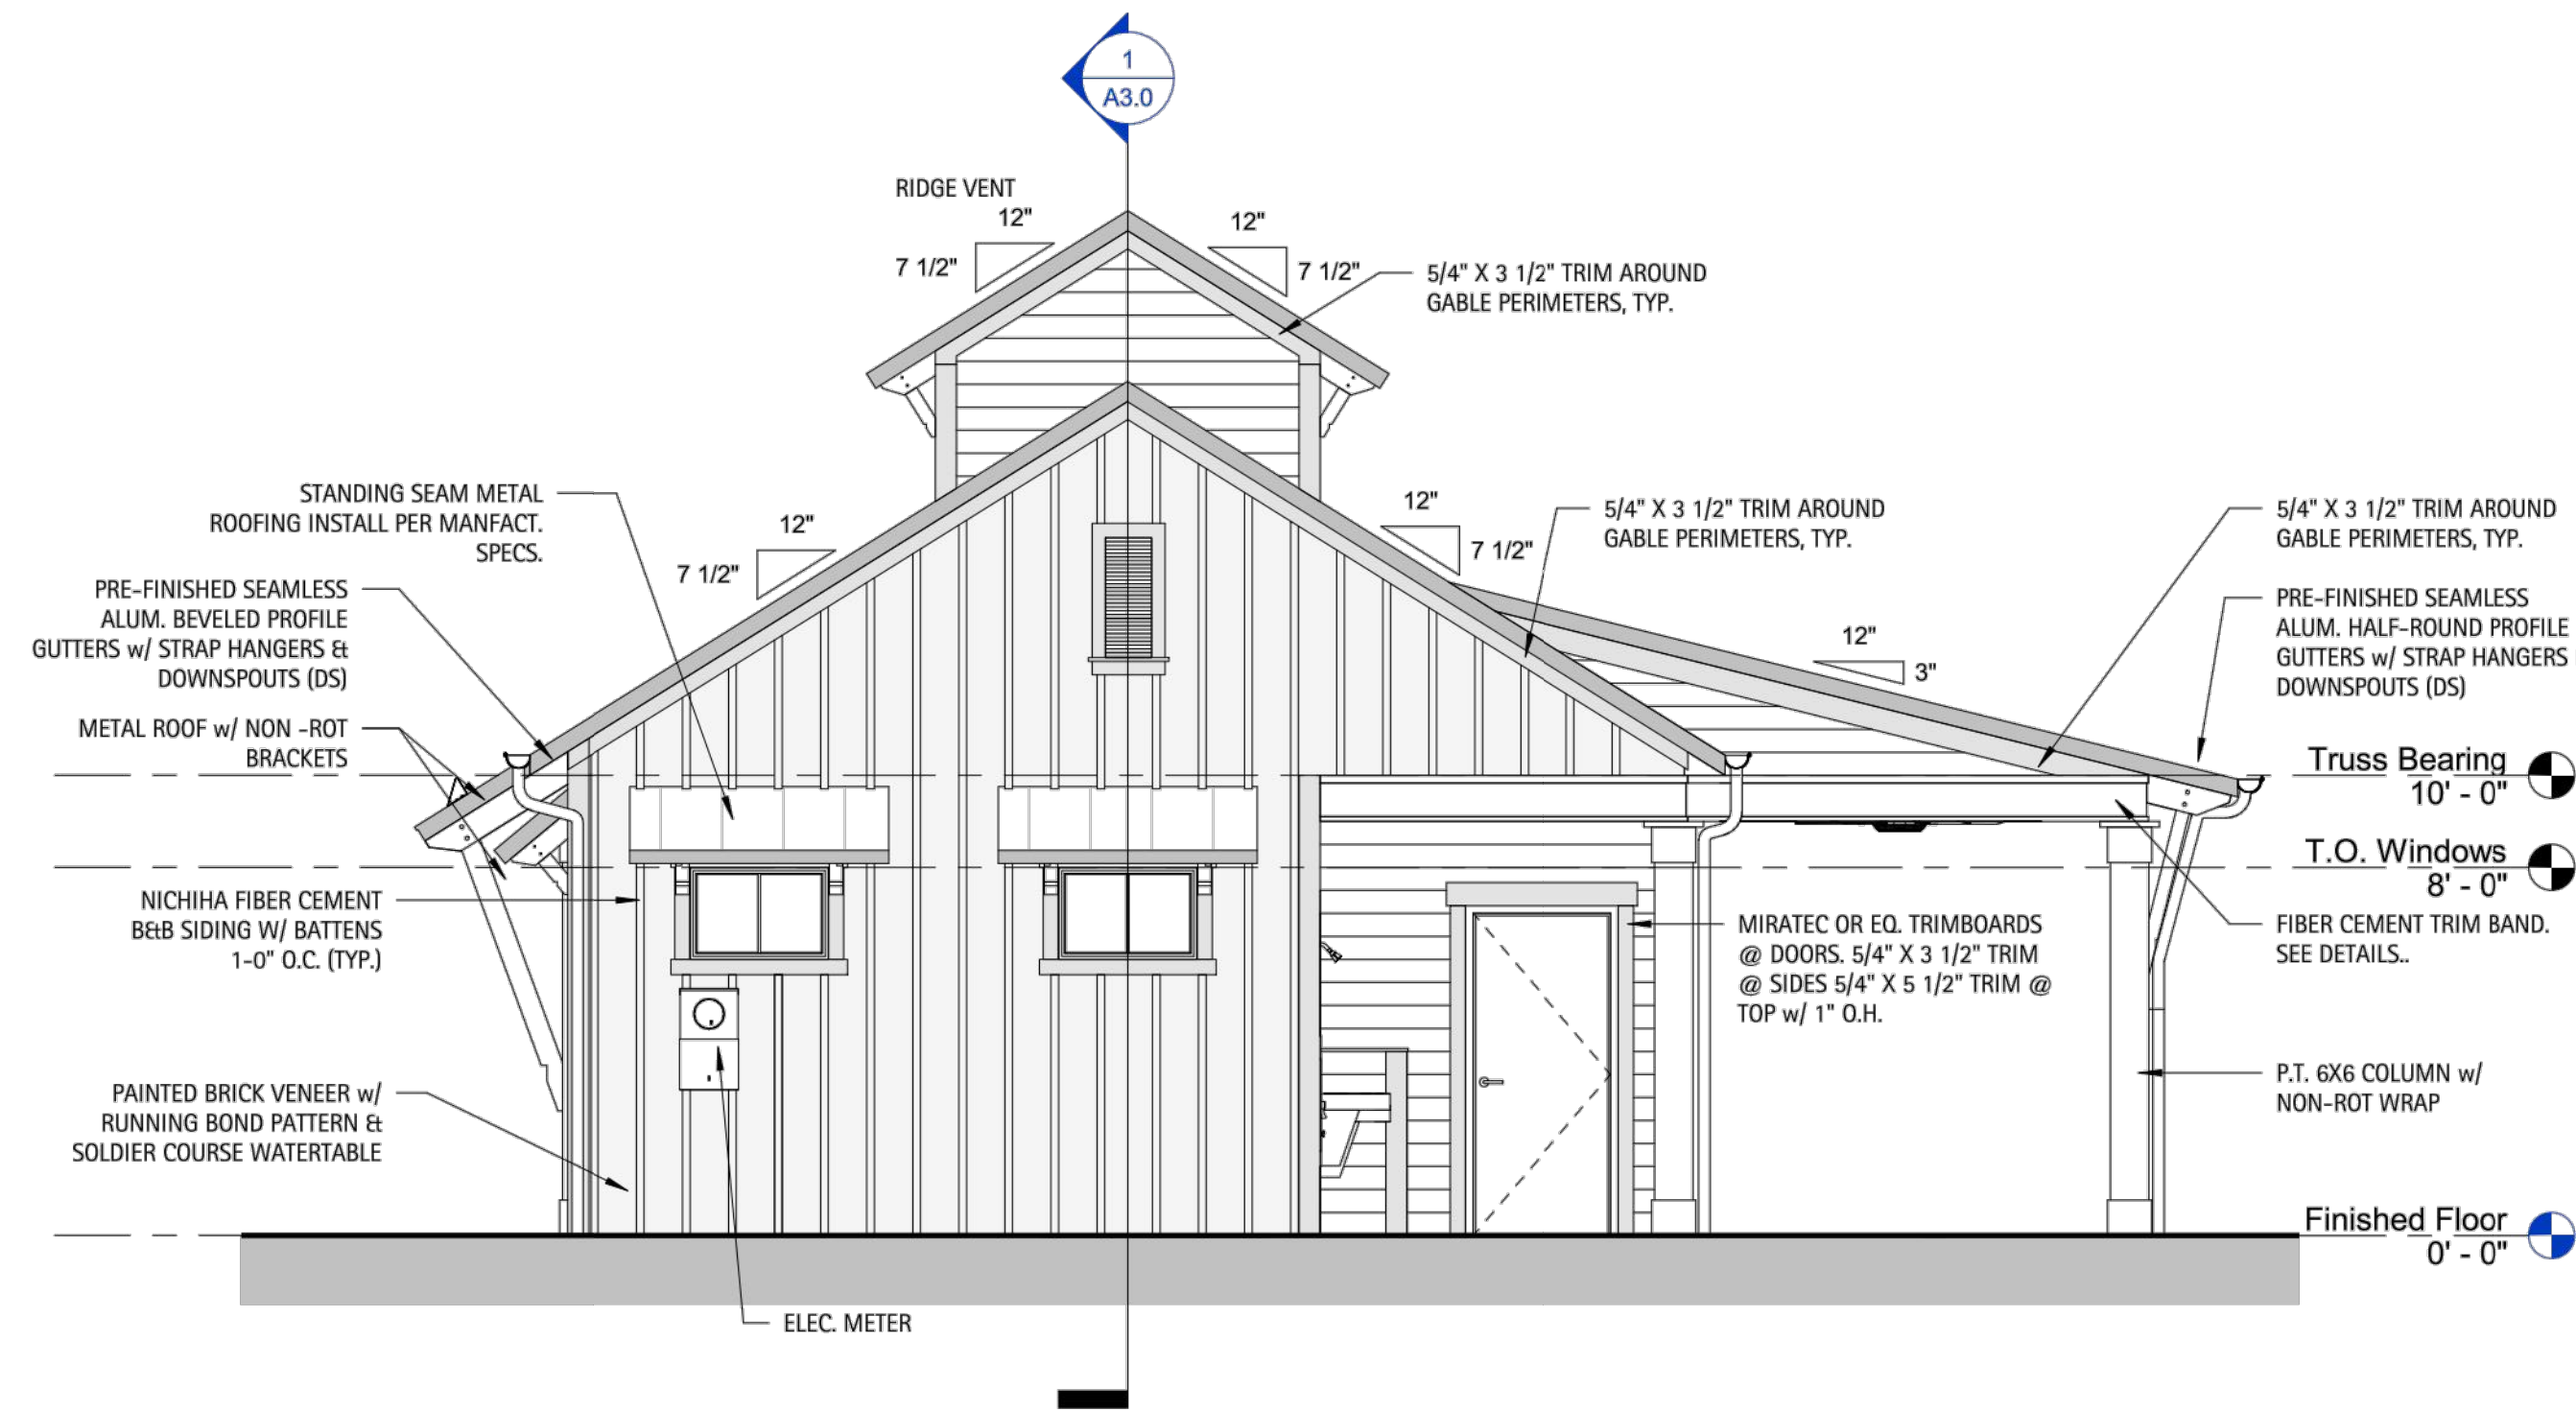 1
A3.0
RIDGE VENT
12"
7 1/2"
12"
7 1/2"
5/4" X 3 1/2" TRIM AROUND
GABLE PERIMETERS, TYP.
STANDING SEAM METAL
ROOFING INSTALL PER MANFACT.
SPECS.
12"
7 1/2"
12"
7 1/2"
5/4" X 3 1/2" TRIM AROUND
GABLE PERIMETERS, TYP.
5/4" X 3 1/2" TRIM AROUND
GABLE PERIMETERS, TYP.
PRE-FINISHED SEAMLESS
ALUM. BEVELED PROFILE
GUTTERS w/ STRAP HANGERS &
DOWNSPOUTS (DS)
12"
3"
PRE-FINISHED SEAMLESS
ALUM. HALF-ROUND PROFILE
GUTTERS w/ STRAP HANGERS
DOWNSPOUTS (DS)
METAL ROOF w/ NON -ROT
BRACKETS
Truss Bearing
10' - 0"
T.O. Windows
8' - 0"
NICHIHA FIBER CEMENT
B&B SIDING W/ BATTENS
1-0" O.C. (TYP.)
MIRATEC OR EQ. TRIMBOARDS
@ DOORS. 5/4" X 3 1/2" TRIM
@ SIDES 5/4" X 5 1/2" TRIM @
TOP w/ 1" O.H.
FIBER CEMENT TRIM BAND.
SEE DETAILS..
PAINTED BRICK VENEER w/
RUNNING BOND PATTERN &
SOLDIER COURSE WATERTABLE
P.T. 6X6 COLUMN w/
NON-ROT WRAP
Finished Floor
0' - 0"
ELEC. METER